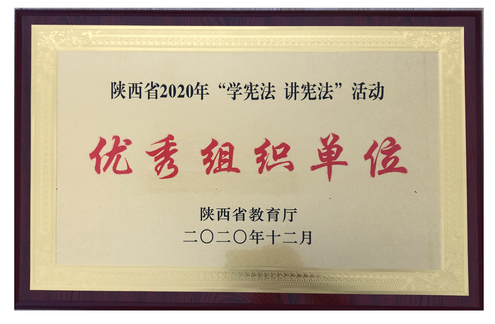 陕西省2020年“学宪法 讲宪法”活动
优秀组织单位
陕西省教育厅
二〇二〇年十二月